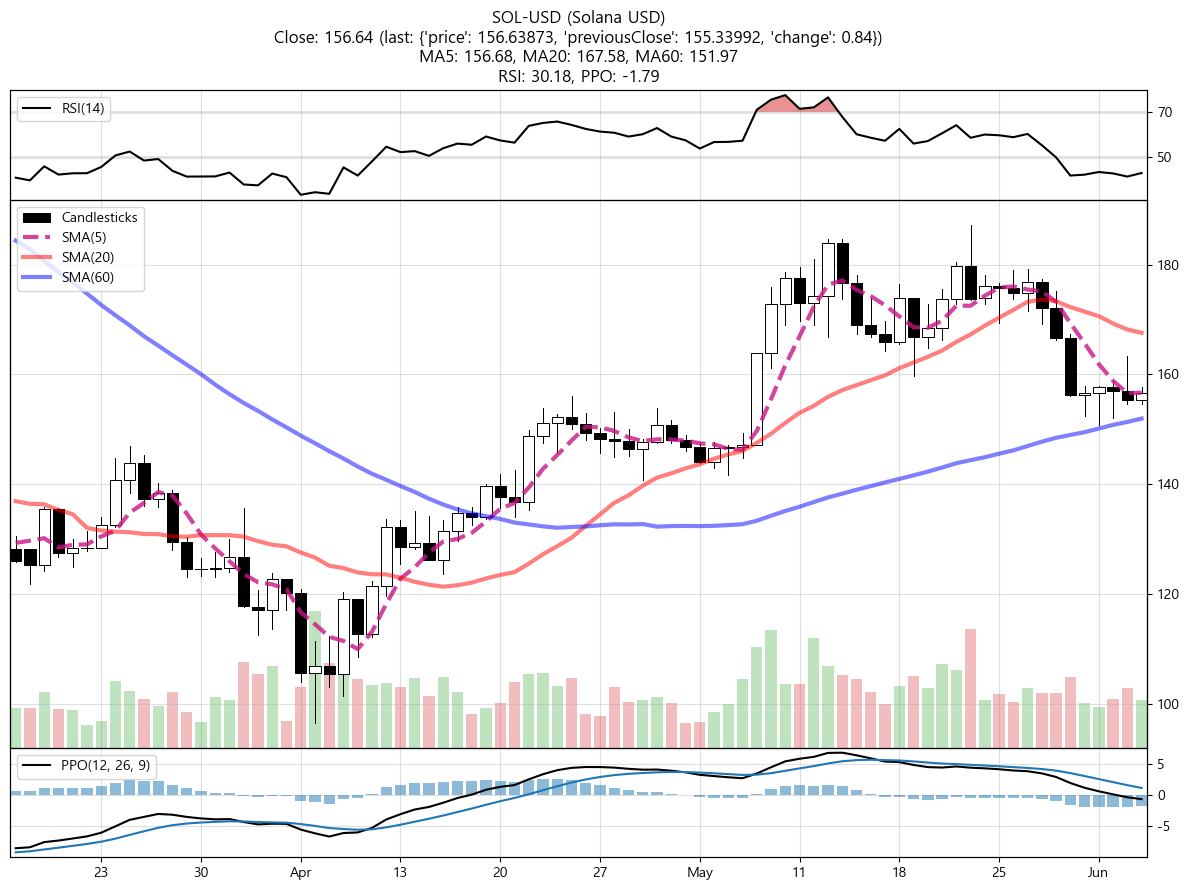 SOL-USD (Solana USD)
Close: 156.64 (last: {'price': 156.63873, 'previousClose': 155.33992, 'change': 0.84})
MA5: 156.68, MA20: 167.58, MA60: 151.97
RSI: 30.18, PPO: -1.79
RSI(14)
70
50
Candlesticks
SMA(5)
SMA(20)
SMA(60)
180
160
140
120
100
PPO(12, 26, 9)
5
0
-5
23 30 Apr 13 20 27 May 11 18 25 Jun